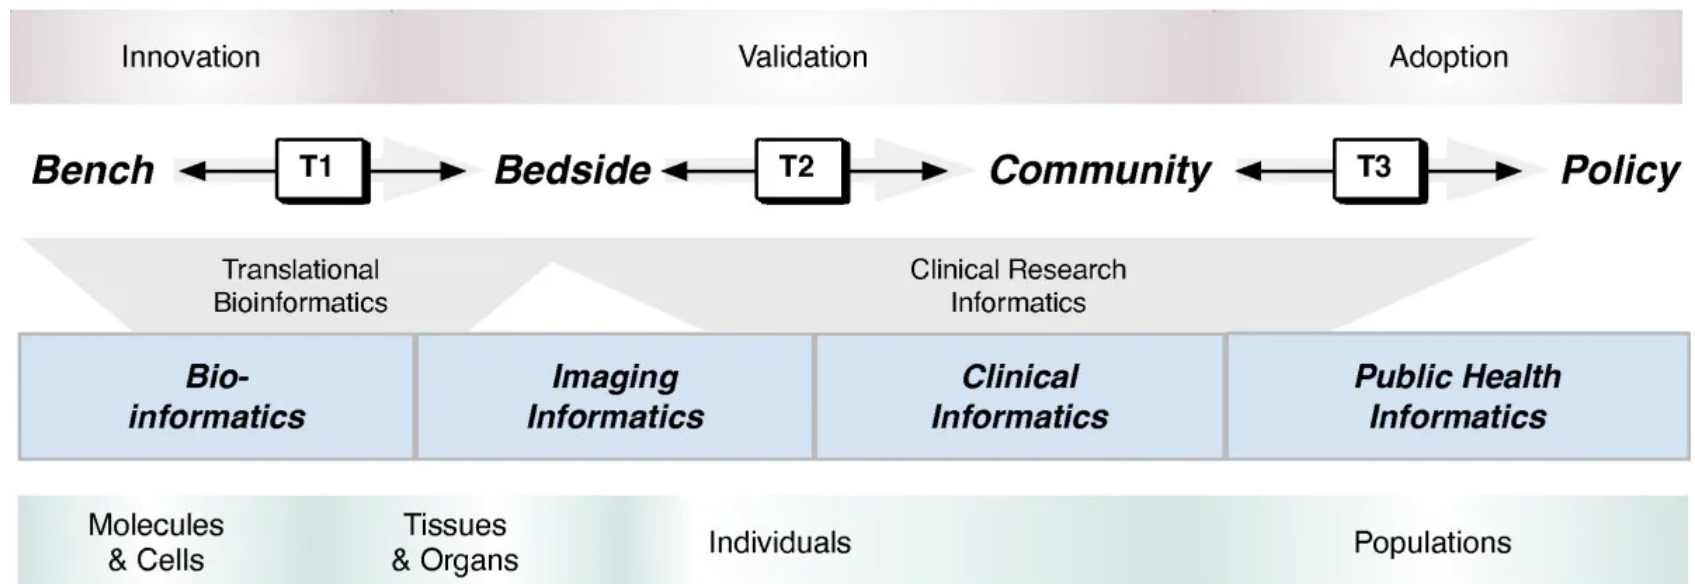 Innovation Validation Adoption
Bench T1 Bedside T2 Community T3 Policy
Translational
Bioinformatics
Clinical Research
Informatics
Bio-
informatics
Imaging
Informatics
Clinical
Informatics
Public Health
Informatics
Molecules
& Cells
Tissues
& Organs
Individuals
Populations